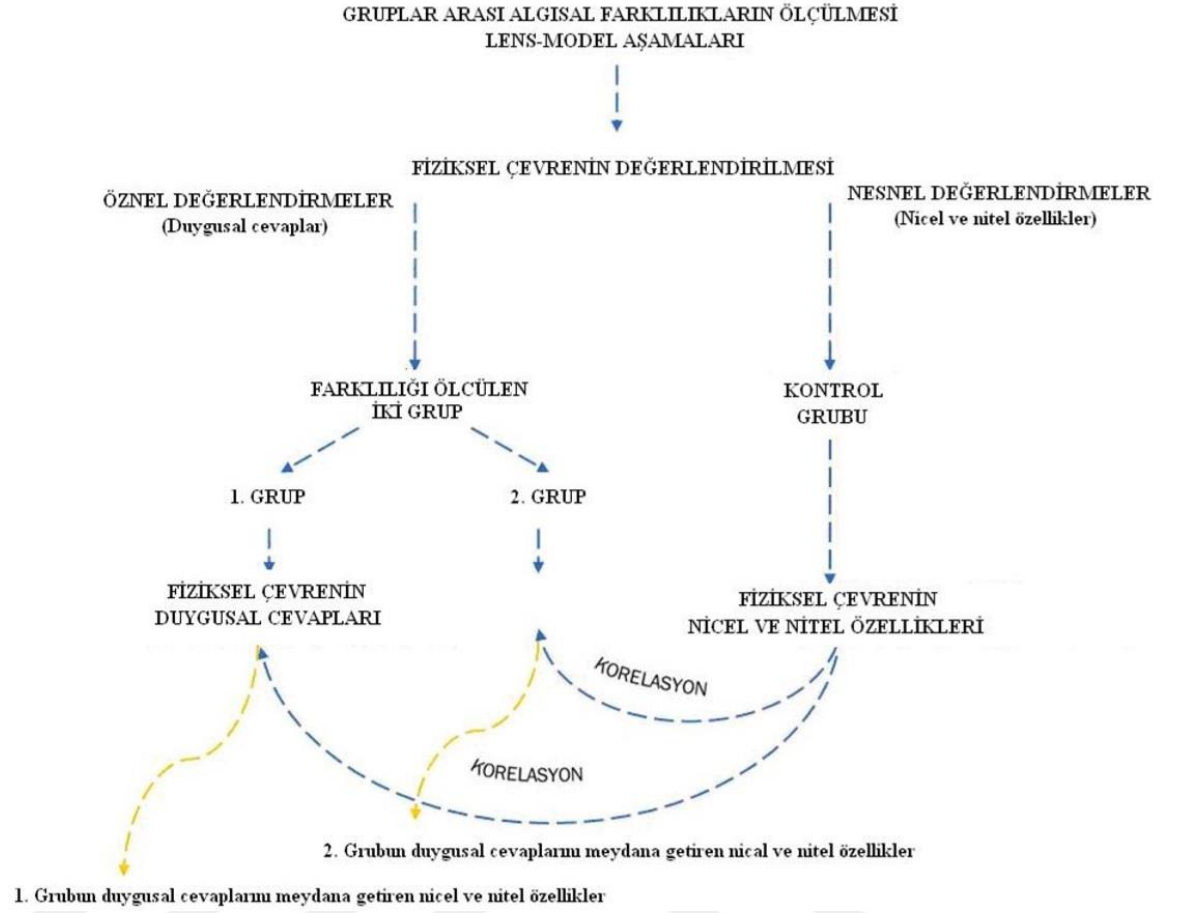 GRUPLAR ARASI ALGISAL FARKLILIKLARIN ÖLÇÜLMESİ
LENS-MODEL AŞAMALARI
FİZİKSEL ÇEVRENİN DEĞERLENDİRİLMESİ
ÖZNEL DEĞERLENDİRMELER
(Duygusal cevaplar)
NESNEL DEĞERLENDİRMELER
(Nicel ve nitel özellikler)
FARKLILIĞI ÖLCÜLEN
İKİ GRUP
KONTROL
GRUBU
1. GRUP
2. GRUP
FİZİKSEL ÇEVRENİN
DUYGUSAL CEVAPLARI
FİZİKSEL ÇEVRENİN
NİCEL VE NİTEL ÖZELLİKLERİ
KORELASYON
KORELASYON
2. Grubun duygusal cevaplarını meydana getiren nical ve nitel özellikler
1. Grubun duygusal cevaplarını meydana getiren nicel ve nitel özellikler